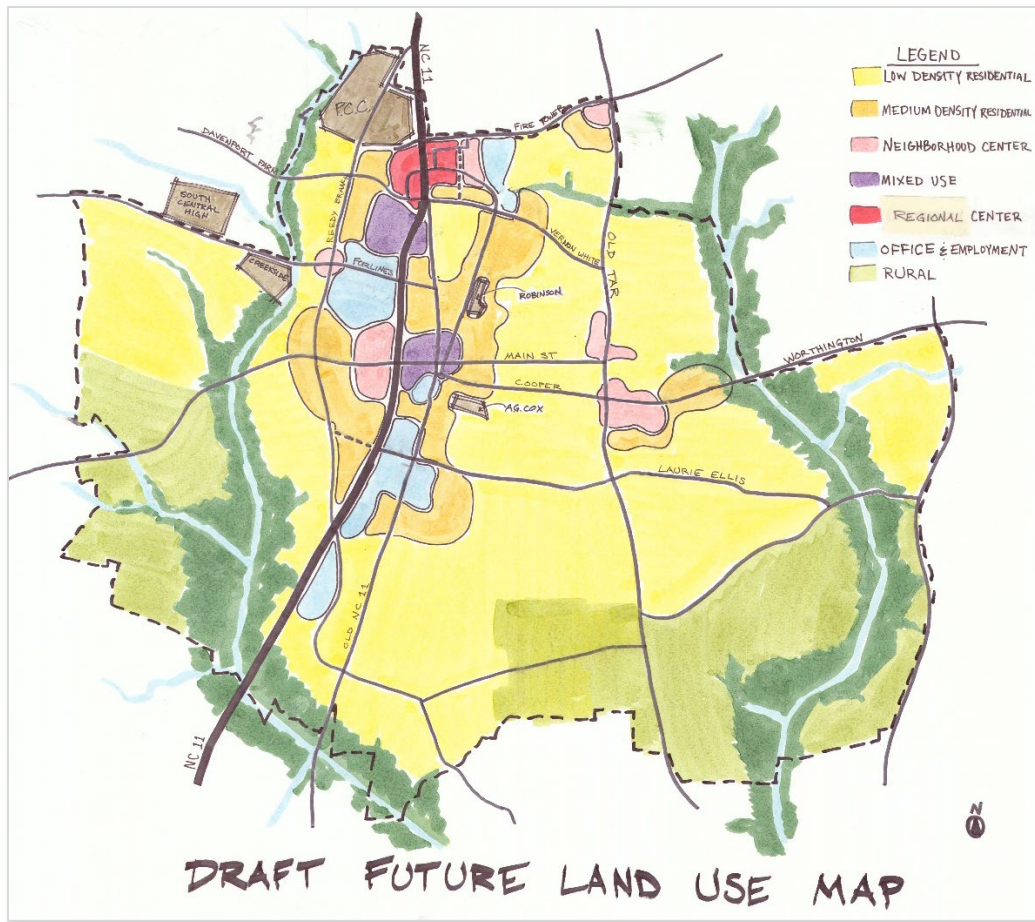 NC 11
LEGEND
LOW DENSITY RESIDENTIAL
MEDIUM DENSITY RESIDENTIAL
NEIGHBORHOOD CENTER
MIXED USE
REGIONAL CENTER
OFFICE & EMPLOYMENT
RURAL
P.C.C.
FIRE TOWER
DAVENPORT FARM
SOUTH
CENTRAL
HIGH
REEDY BRANCH
CREEKSIDE
FORLINES
VERNON WHITE
OLD TAR
ROBINSON
MAIN ST
COOPER
WORTHINGTON
A.G. COX
LAURIE ELLIS
OLD NC 11
NC 11
N
DRAFT FUTURE LAND USE MAP